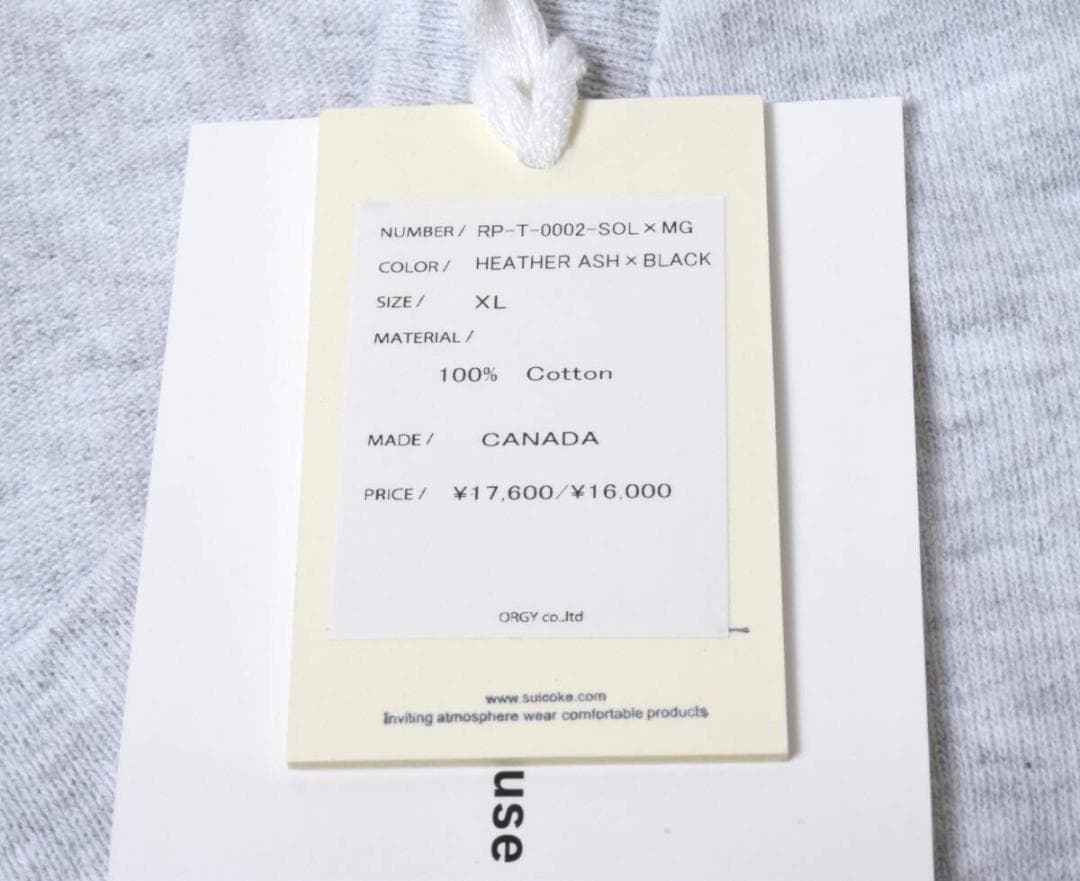 NUMBER / RP-T-0002-SOL×MG
COLOR / HEATHER ASH×BLACK
SIZE / XL
MATERIAL /
100% Cotton
MADE / CANADA
PRICE / ¥17,600/¥16,000
ORGY co.,ltd
www.suicoke.com
Inviting atmosphere wear comfortable products
use